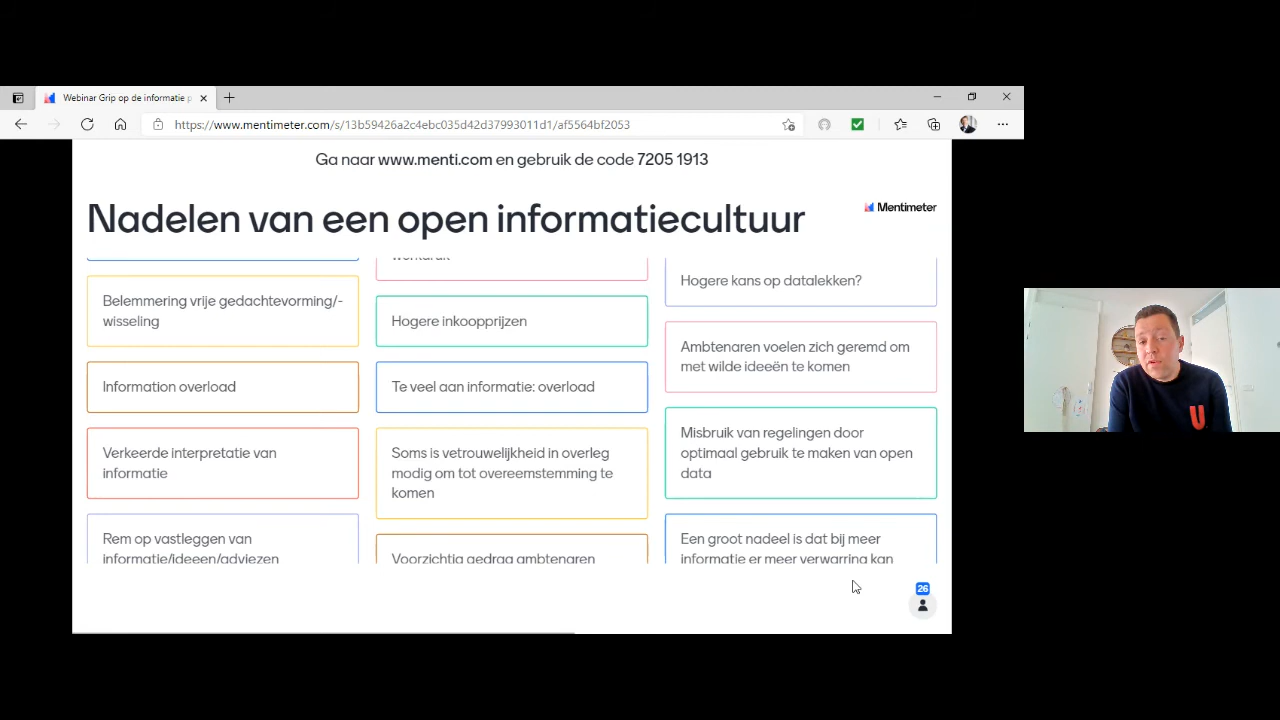 Webinar Grip op de informatie p
https://www.mentimeter.com/s/13b59426a2c4ebc035d42d37993011d1/af5564bf2053
Ga naar www.menti.com en gebruik de code 7205 1913
Nadelen van een open informatiecultuur
Mentimeter
Belemmering vrije gedachtevorming/-
wisseling
Information overload
Verkeerde interpretatie van
informatie
Rem op vastleggen van
informatie/ideeen/adviezen
werkdruk
Hogere inkoopprijzen
Te veel aan informatie: overload
Soms is vetrouwelijkheid in overleg
modig om tot overeemstemming te
komen
Voorzichtig gedrag ambtenaren
Hogere kans op datalekken?
Ambtenaren voelen zich geremd om
met wilde ideeën te komen
Misbruik van regelingen door
optimaal gebruik te maken van open
data
Een groot nadeel is dat bij meer
informatie er meer verwarring kan
26
U